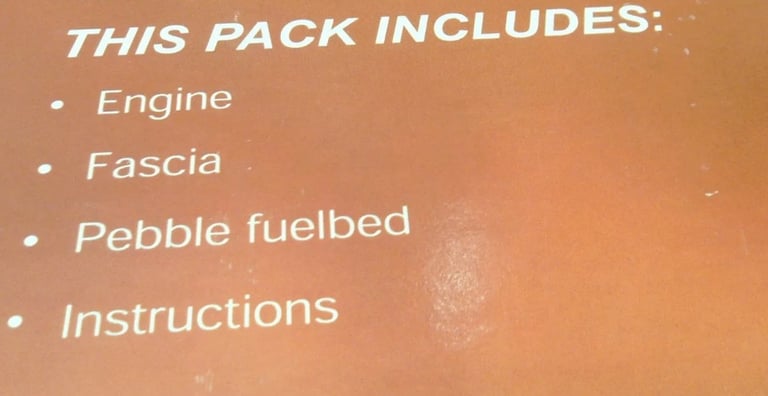 THIS PACK INCLUDES:
• Engine
• Fascia
• Pebble fuelbed
• Instructions